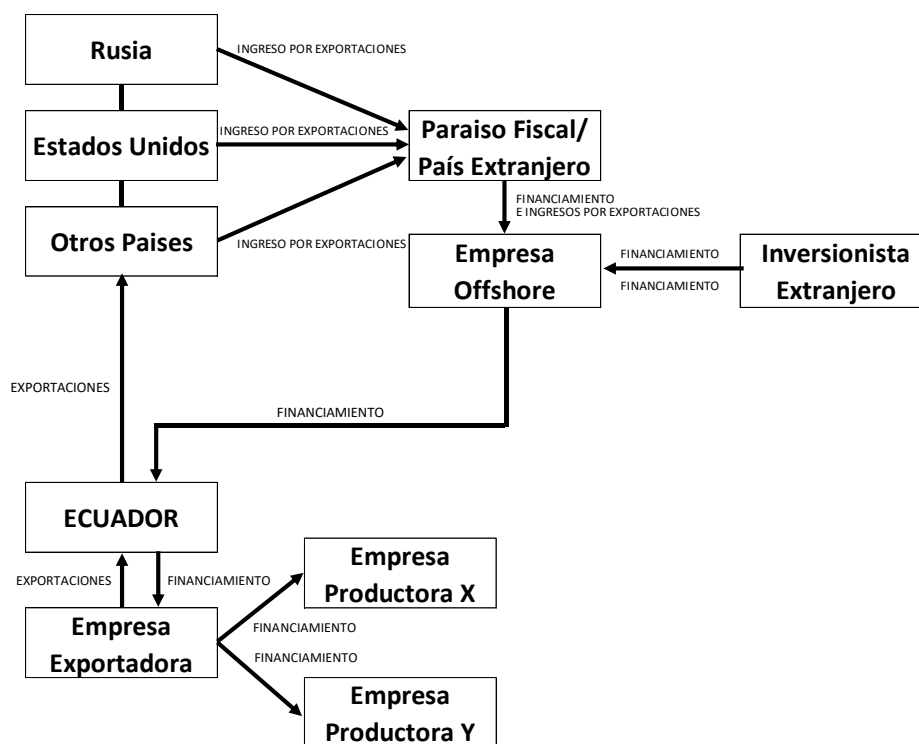 Rusia
INGRESO POR EXPORTACIONES
Estados Unidos
INGRESO POR EXPORTACIONES
Paraiso Fiscal/
País Extranjero
Otros Paises
INGRESO POR EXPORTACIONES
FINANCIAMIENTO
E INGRESOS POR EXPORTACIONES
Empresa
Offshore
FINANCIAMIENTO
FINANCIAMIENTO
Inversionista
Extranjero
EXPORTACIONES
FINANCIAMIENTO
ECUADOR
EXPORTACIONES
FINANCIAMIENTO
Empresa
Exportadora
FINANCIAMIENTO
FINANCIAMIENTO
Empresa
Productora X
Empresa
Productora Y